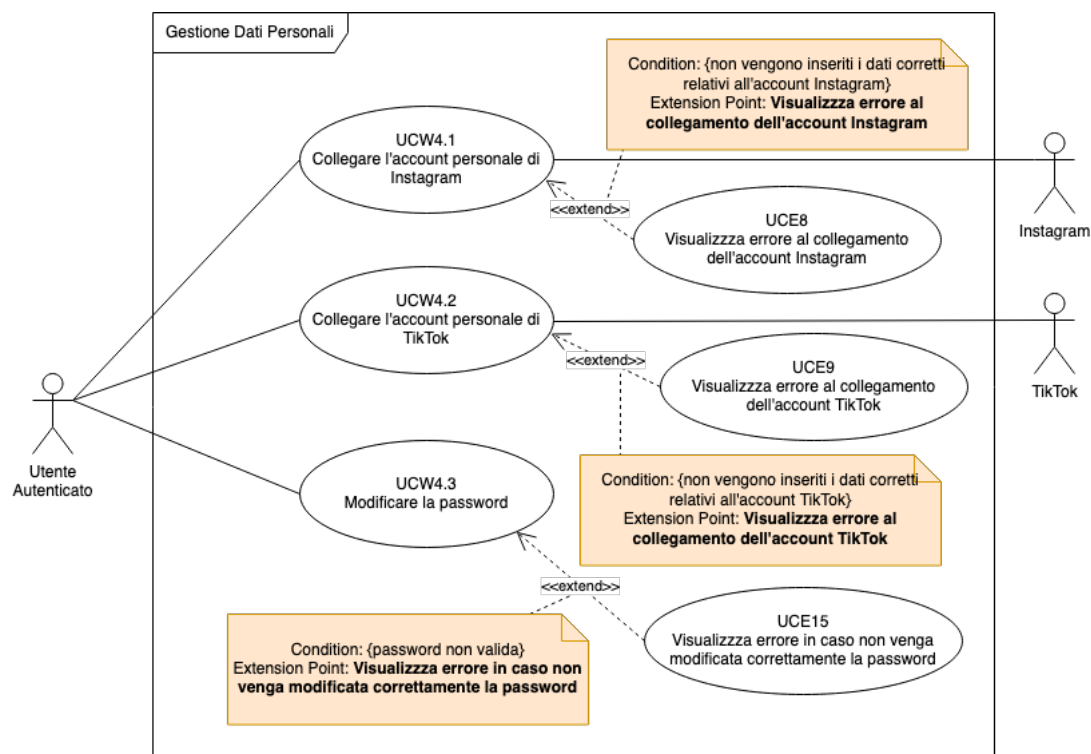 Gestione Dati Personali
Condition: {non vengono inseriti i dati corretti
relativi all'account Instagram}
Extension Point: Visualizzza errore al
collegamento dell'account Instagram
UCW4.1
Collegare l'account personale di
Instagram
<<extend>>
UCE8
Visualizzza errore al collegamento
dell'account Instagram
Instagram
UCW4.2
Collegare l'account personale di
TikTok
<<extend>>
UCE9
Visualizzza errore al collegamento
dell'account TikTok
TikTok
Utente
Autenticato
UCW4.3
Modificare la password
Condition: {non vengono inseriti i dati corretti
relativi all'account TikTok}
Extension Point: Visualizzza errore al
collegamento dell'account TikTok
<<extend>>
UCE15
Visualizzza errore in caso non venga
modificata correttamente la password
Condition: {password non valida}
Extension Point: Visualizzza errore in caso non
venga modificata correttamente la password